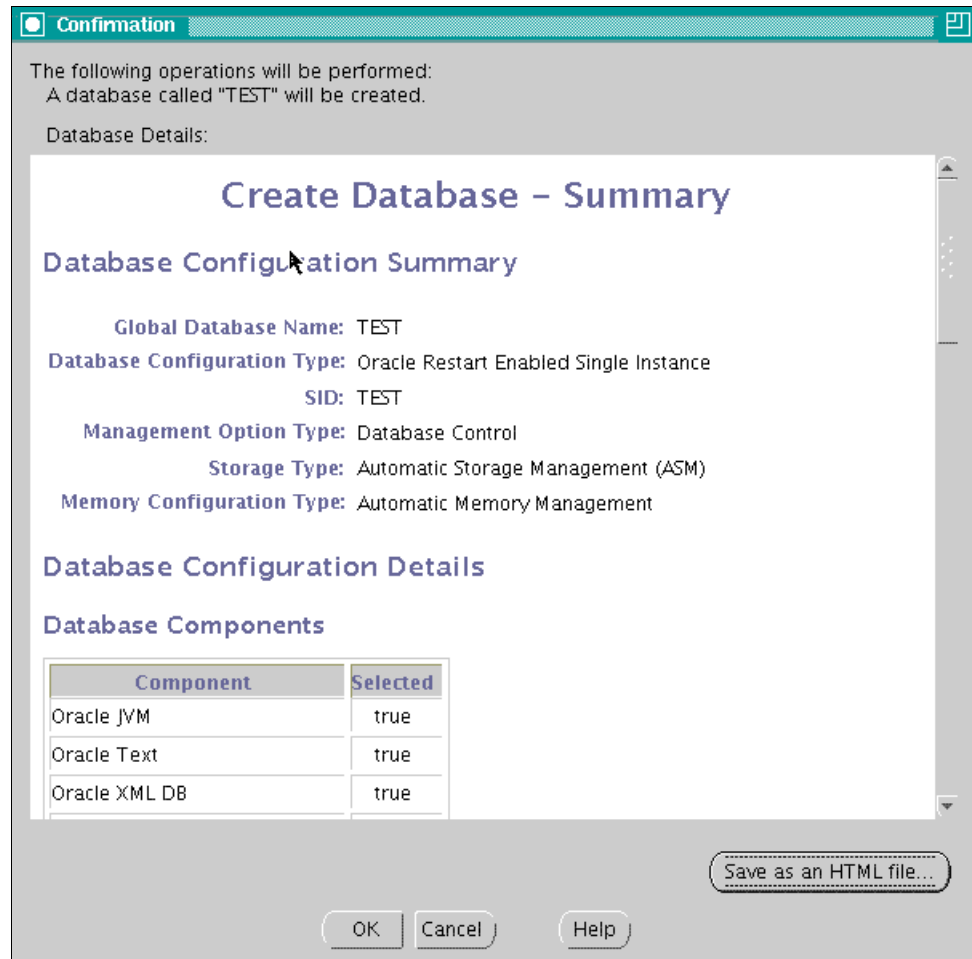 Confirmation
The following operations will be performed:
A database called "TEST" will be created.
Database Details:
Create Database – Summary
Database Configuration Summary
Global Database Name: TEST
Database Configuration Type: Oracle Restart Enabled Single Instance
SID: TEST
Management Option Type: Database Control
Storage Type: Automatic Storage Management (ASM)
Memory Configuration Type: Automatic Memory Management
Database Configuration Details
Database Components
Component Selected
Oracle JVM true
Oracle Text true
Oracle XML DB true
Save as an HTML file...
OK Cancel Help